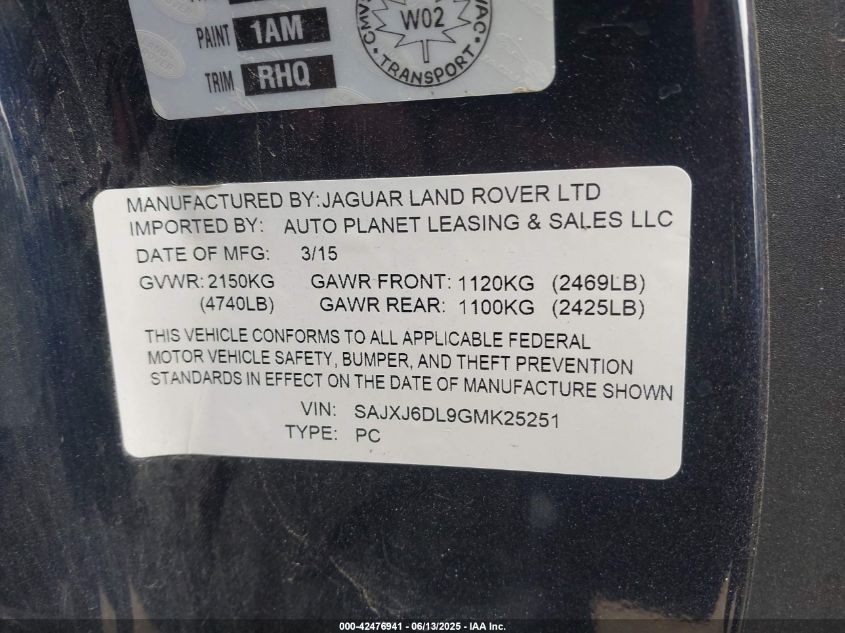 W02
PAINT 1AM
TRANSPORT
TRIM RHQ
MANUFACTURED BY: JAGUAR LAND ROVER LTD
IMPORTED BY: AUTO PLANET LEASING & SALES LLC
DATE OF MFG: 3/15
GVWR: 2150KG GAWR FRONT: 1120KG (2469LB)
(4740LB) GAWR REAR: 1100KG (2425LB)
THIS VEHICLE CONFORMS TO ALL APPLICABLE FEDERAL
MOTOR VEHICLE SAFETY, BUMPER, AND THEFT PREVENTION
STANDARDS IN EFFECT ON THE DATE OF MANUFACTURE SHOWN
VIN: SAJXJ6DL9GMK25251
TYPE: PC
000-42476941 - 06/13/2025 - IAA Inc.